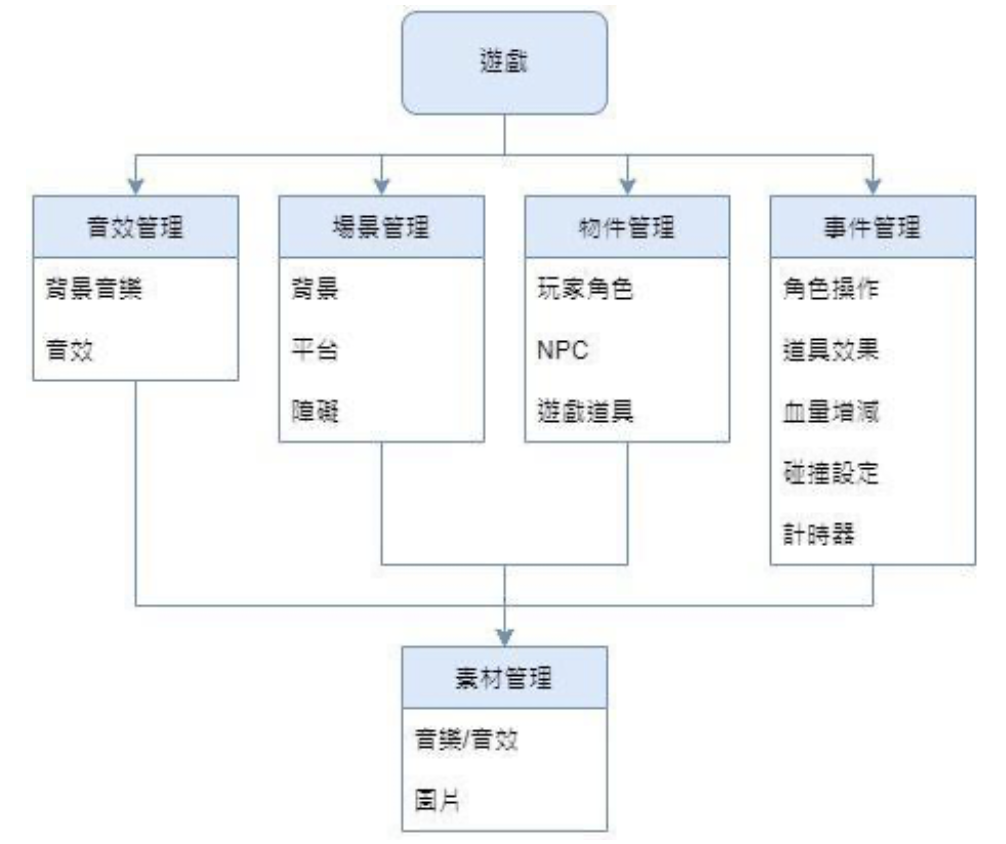 遊戲
音效管理
背景音樂
音效
場景管理
背景
平台
障礙
物件管理
玩家角色
NPC
遊戲道具
事件管理
角色操作
道具效果
血量增減
碰撞設定
計時器
素材管理
音樂/音效
圖片